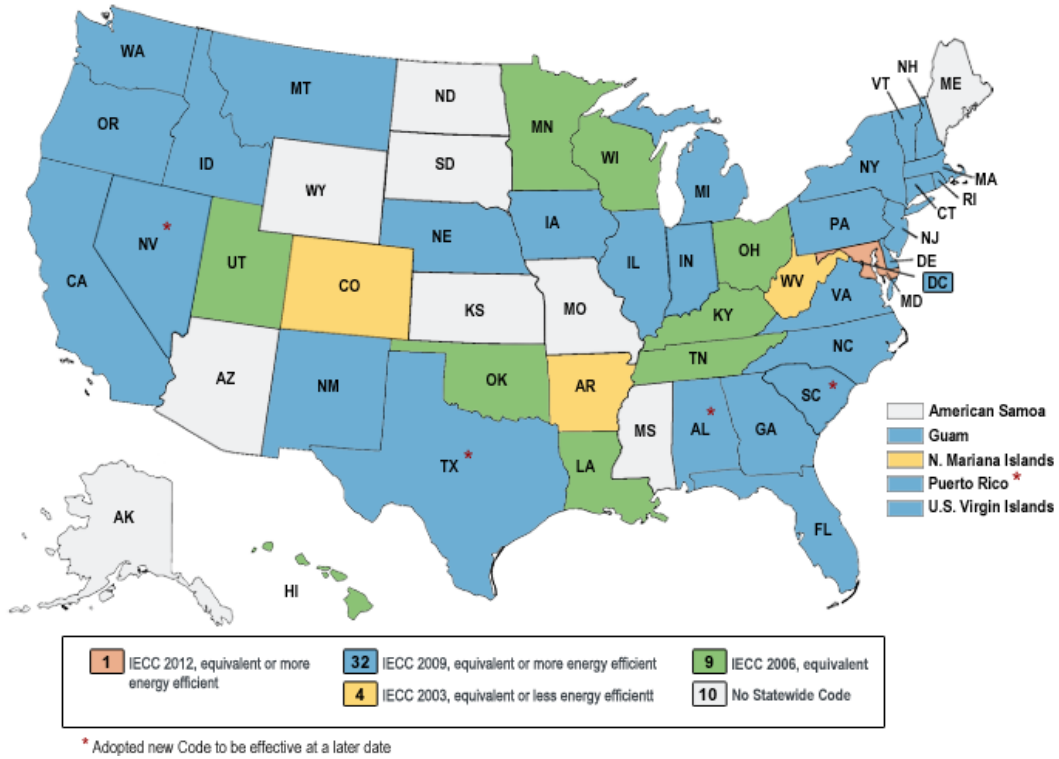 WA
MT
ND
MN
OR
ID
SD
WI
WY
MI
NH
VT
ME
NY
MA
RI
CT
NV *
NE
IA
PA
NJ
CA
UT
CO
IL
IN
OH
DE
DC
MD
WV
VA
KS
MO
KY
AZ
NM
OK
AR
TN
NC
SC *
MS
AL *
GA
TX *
LA
FL
AK
HI
American Samoa
Guam
N. Mariana Islands
Puerto Rico *
U.S. Virgin Islands
1 IECC 2012, equivalent or more
energy efficient
32 IECC 2009, equivalent or more energy efficient
9 IECC 2006, equivalent
4 IECC 2003, equivalent or less energy efficientt
10 No Statewide Code
* Adopted new Code to be effective at a later date